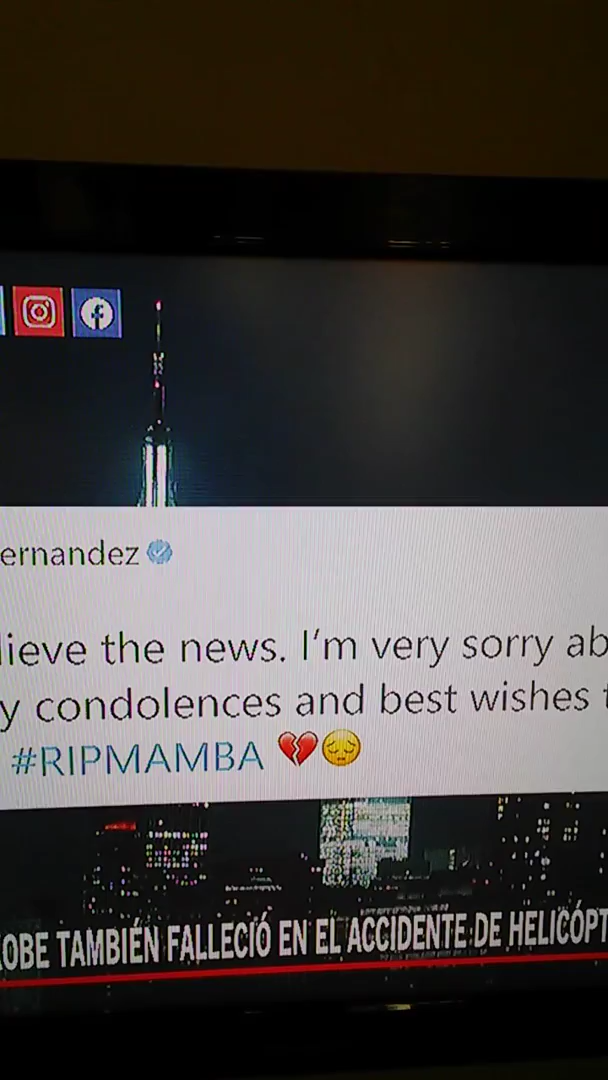 ernandez
lieve the news. I'm very sorry ab
y condolences and best wishes t
#RIPMAMBA 💔😔
OBE TAMBIÉN FALLECIÓ EN EL ACCIDENTE DE HELICÓPT